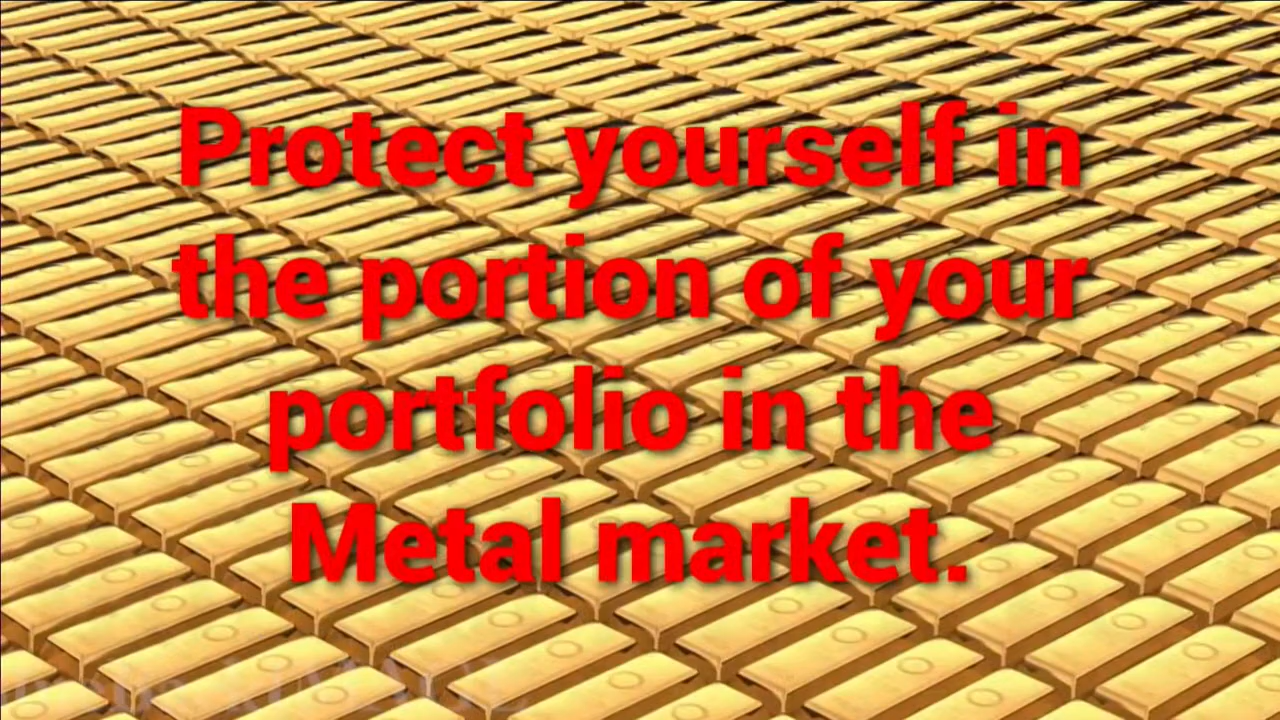 Protect yourself in
the portion of your
portfolio in the
Metal market.